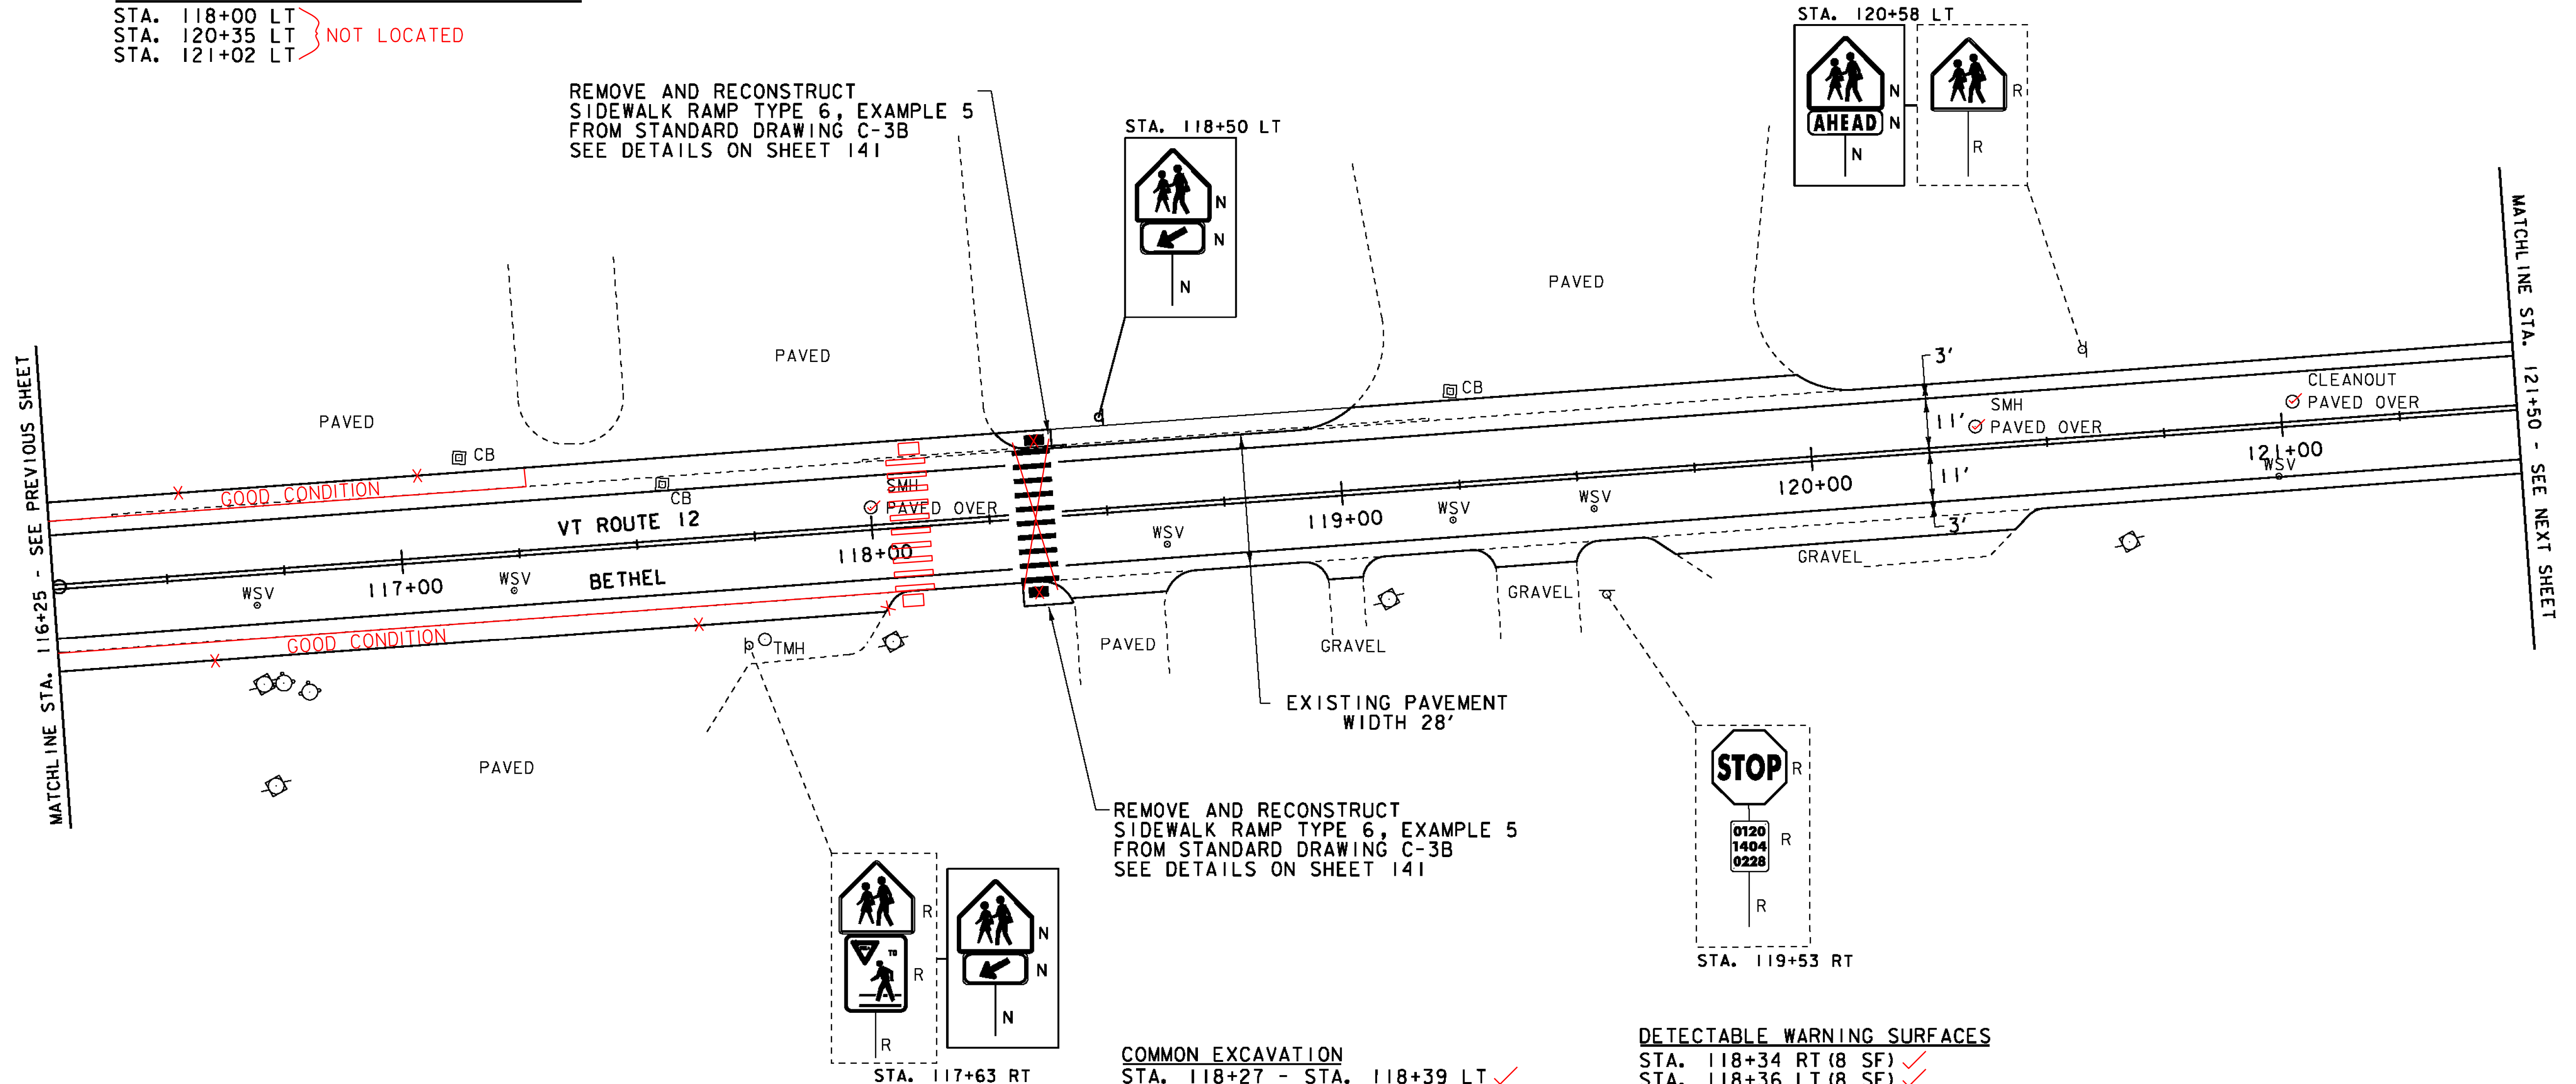 STA. 118+00 LT
STA. 120+35 LT
STA. 121+02 LT
NOT LOCATED
REMOVE AND RECONSTRUCT
SIDEWALK RAMP TYPE 6, EXAMPLE 5
FROM STANDARD DRAWING C-3B
SEE DETAILS ON SHEET 141
STA. 118+50 LT
N
N
N
STA. 120+58 LT
N
AHEAD N
N
R
R
MATCHLINE STA. 116+25 - SEE PREVIOUS SHEET
MATCHLINE STA. 121+50 - SEE NEXT SHEET
PAVED
PAVED
PAVED
CB
CB
CB
GOOD CONDITION
GOOD CONDITION
VT ROUTE 12
BETHEL
SMH
PAVED OVER
SMH
PAVED OVER
CLEANOUT
PAVED OVER
3'
11'
11'
3'
117+00
118+00
119+00
120+00
121+00
WSV
WSV
WSV
WSV
WSV
WSV
TMH
PAVED
PAVED
GRAVEL
GRAVEL
GRAVEL
EXISTING PAVEMENT
WIDTH 28'
REMOVE AND RECONSTRUCT
SIDEWALK RAMP TYPE 6, EXAMPLE 5
FROM STANDARD DRAWING C-3B
SEE DETAILS ON SHEET 141
STOP R
0120
1404
0228
R
R
STA. 119+53 RT
R
TO
R
R
N
N
N
STA. 117+63 RT
COMMON EXCAVATION
STA. 118+27 - STA. 118+39 LT
DETECTABLE WARNING SURFACES
STA. 118+34 RT (8 SF)
STA. 118+36 LT (8 SF)